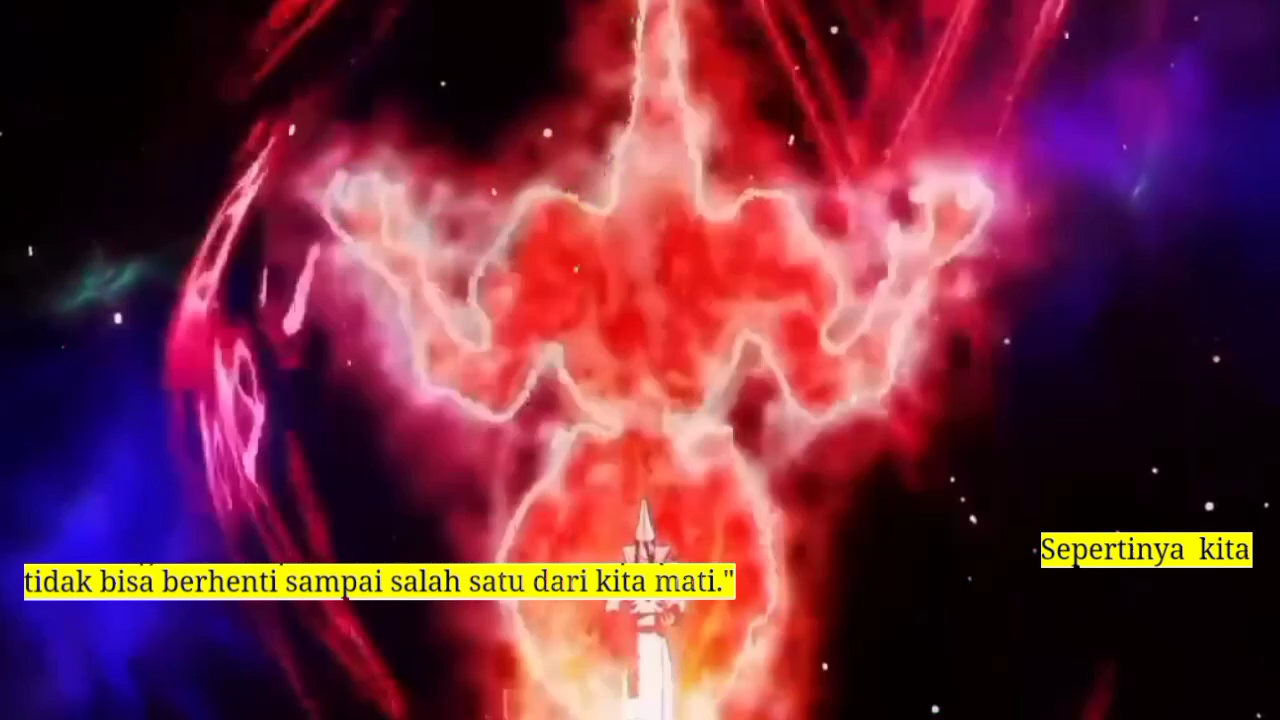 Sepertinya kita
tidak bisa berhenti sampai salah satu dari kita mati."